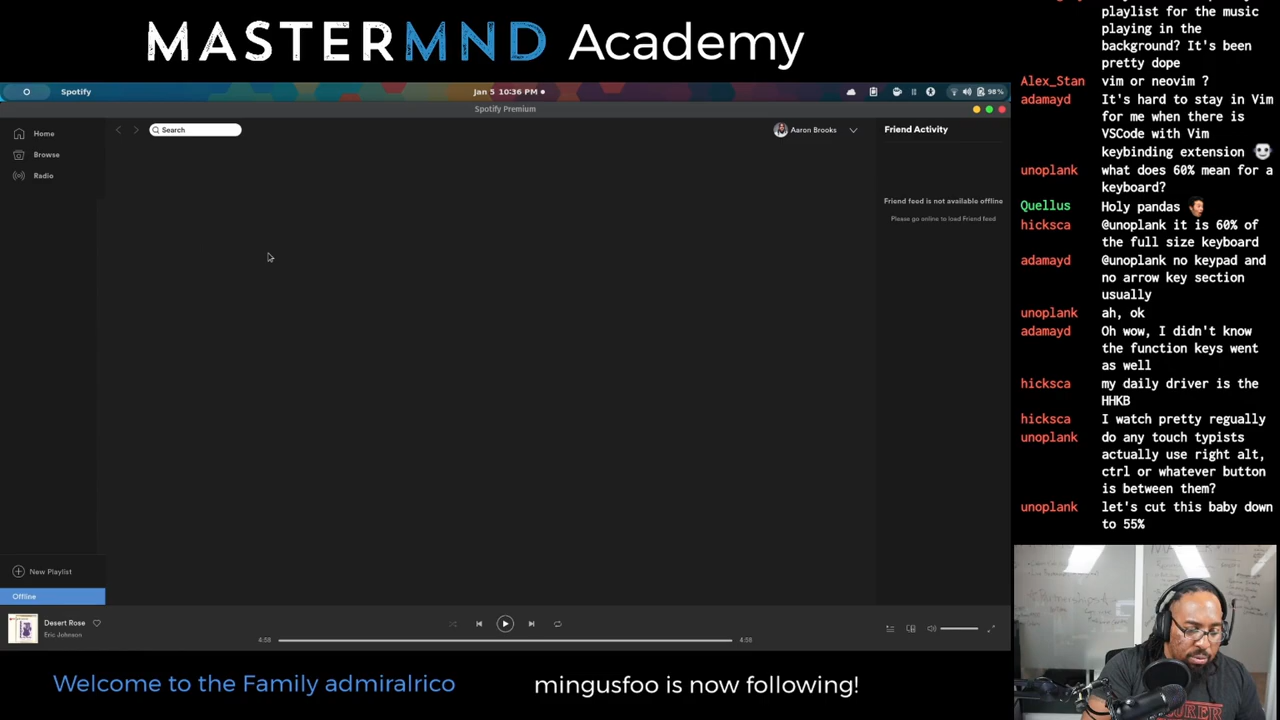 MASTERMND Academy
Spotify
Jan 5 10:36 PM
98%
Spotify Premium
Home
Browse
Radio
Search
Aaron Brooks
Friend Activity
Friend feed is not available offline
Please go online to load Friend feed
New Playlist
Offline
Desert Rose
Eric Johnson
4:58
4:58
Welcome to the Family admiralrico
mingusfoo is now following!
playlist for the music
playing in the
background? It's been
pretty dope
Alex_Stan vim or neovim ?
adamayd It's hard to stay in Vim
for me when there is
VSCode with Vim
keybinding extension
unoplank what does 60% mean for a
keyboard?
Quellus Holy pandas
hicksca @unoplank it is 60% of
the full size keyboard
adamayd @unoplank no keypad and
no arrow key section
usually
unoplank ah, ok
adamayd Oh wow, I didn't know
the function keys went
as well
hicksca my daily driver is the
HHKB
hicksca I watch pretty regually
unoplank do any touch typists
actually use right alt,
ctrl or whatever button
is between them?
unoplank let's cut this baby down
to 55%